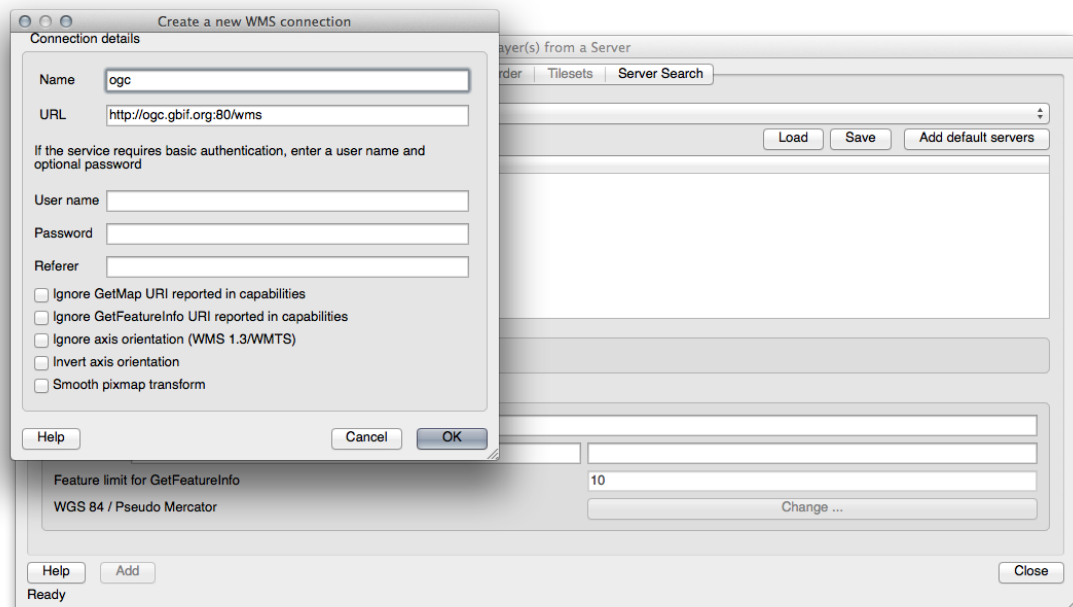 Create a new WMS connection
Connection details
Name
ogc
URL
http://ogc.gbif.org:80/wms
If the service requires basic authentication, enter a user name and
optional password
User name
Password
Referer
Ignore GetMap URI reported in capabilities
Ignore GetFeatureInfo URI reported in capabilities
Ignore axis orientation (WMS 1.3/WMTS)
Invert axis orientation
Smooth pixmap transform
Help Cancel OK
ayer(s) from a Server
rder Tilesets Server Search
Load Save Add default servers
Feature limit for GetFeatureInfo 10
WGS 84 / Pseudo Mercator Change ...
Help Add Close
Ready